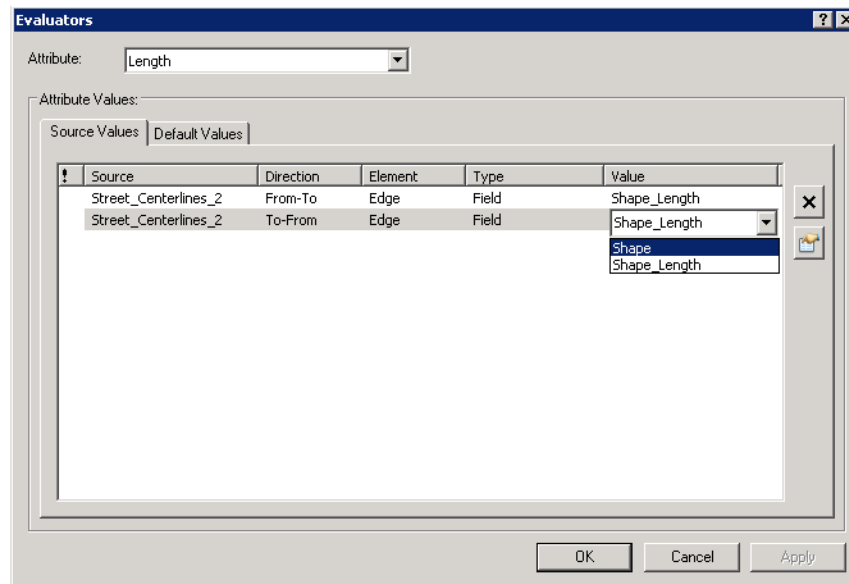 Evaluators
Attribute: Length
Attribute Values:
Source Values Default Values
! Source Direction Element Type Value
Street_Centerlines_2 From-To Edge Field Shape_Length
Street_Centerlines_2 To-From Edge Field Shape_Length
Shape
Shape_Length
OK Cancel Apply